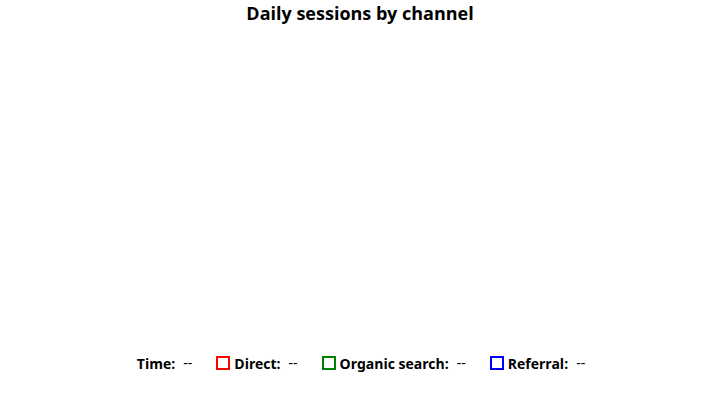 Daily sessions by channel
Time: -- Direct: -- Organic search: -- Referral: --